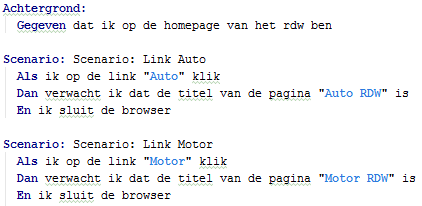 Achtergrond:
Gegeven dat ik op de homepage van het rdw ben
Scenario: Scenario: Link Auto
Als ik op de link "Auto" klik
Dan verwacht ik dat de titel van de pagina "Auto RDW" is
En ik sluit de browser
Scenario: Scenario: Link Motor
Als ik op de link "Motor" klik
Dan verwacht ik dat de titel van de pagina "Motor RDW" is
En ik sluit de browser